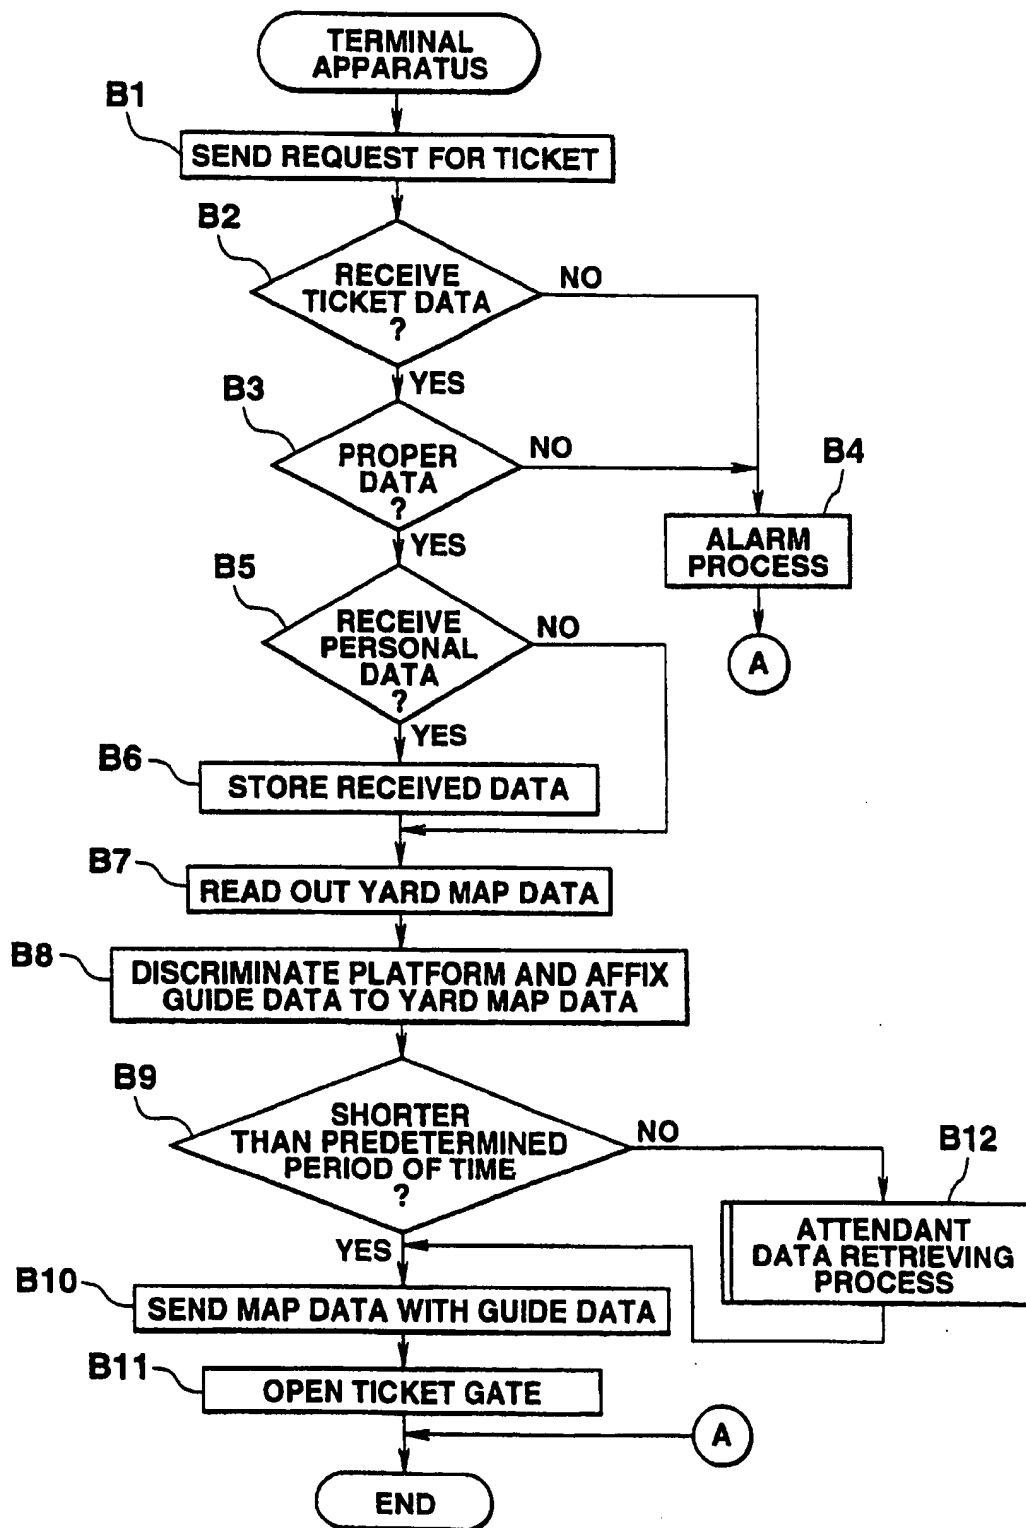 TERMINAL
APPARATUS
B1
SEND REQUEST FOR TICKET
B2
RECEIVE
TICKET DATA
?
NO
YES
B3
PROPER
DATA
?
NO
B4
ALARM
PROCESS
YES
A
B5
RECEIVE
PERSONAL
DATA
?
NO
YES
B6
STORE RECEIVED DATA
B7
READ OUT YARD MAP DATA
B8
DISCRIMINATE PLATFORM AND AFFIX
GUIDE DATA TO YARD MAP DATA
B9
SHORTER
THAN PREDETERMINED
PERIOD OF TIME
?
NO
B12
ATTENDANT
DATA RETRIEVING
PROCESS
YES
B10
SEND MAP DATA WITH GUIDE DATA
B11
OPEN TICKET GATE
A
END